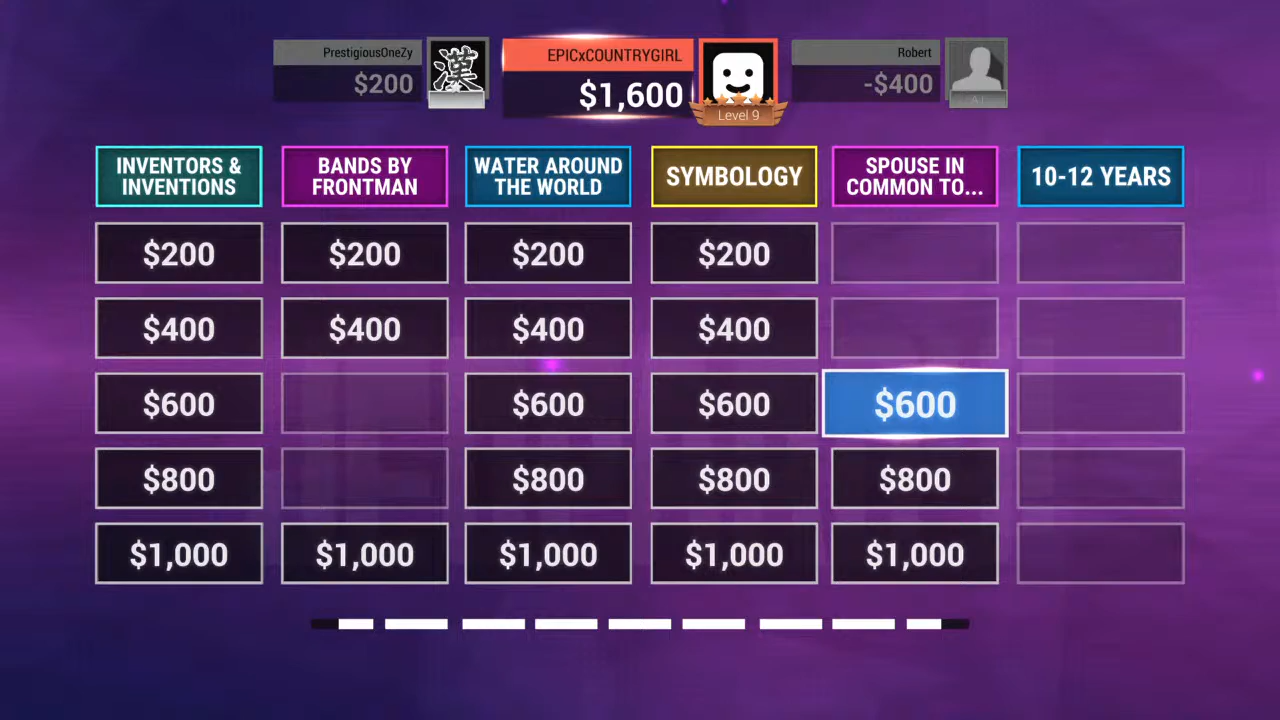 PrestigiousOneZy
$200
漢
EPICxCOUNTRYGIRL
$1,600
Level 9
Robert
-$400
A.I.
INVENTORS &
INVENTIONS
BANDS BY
FRONTMAN
WATER AROUND
THE WORLD
SYMBOLOGY
SPOUSE IN
COMMON TO...
10-12 YEARS
$200 $200 $200 $200
$400 $400 $400 $400
$600 $600 $600 $600
$800 $800 $800 $800
$1,000 $1,000 $1,000 $1,000 $1,000